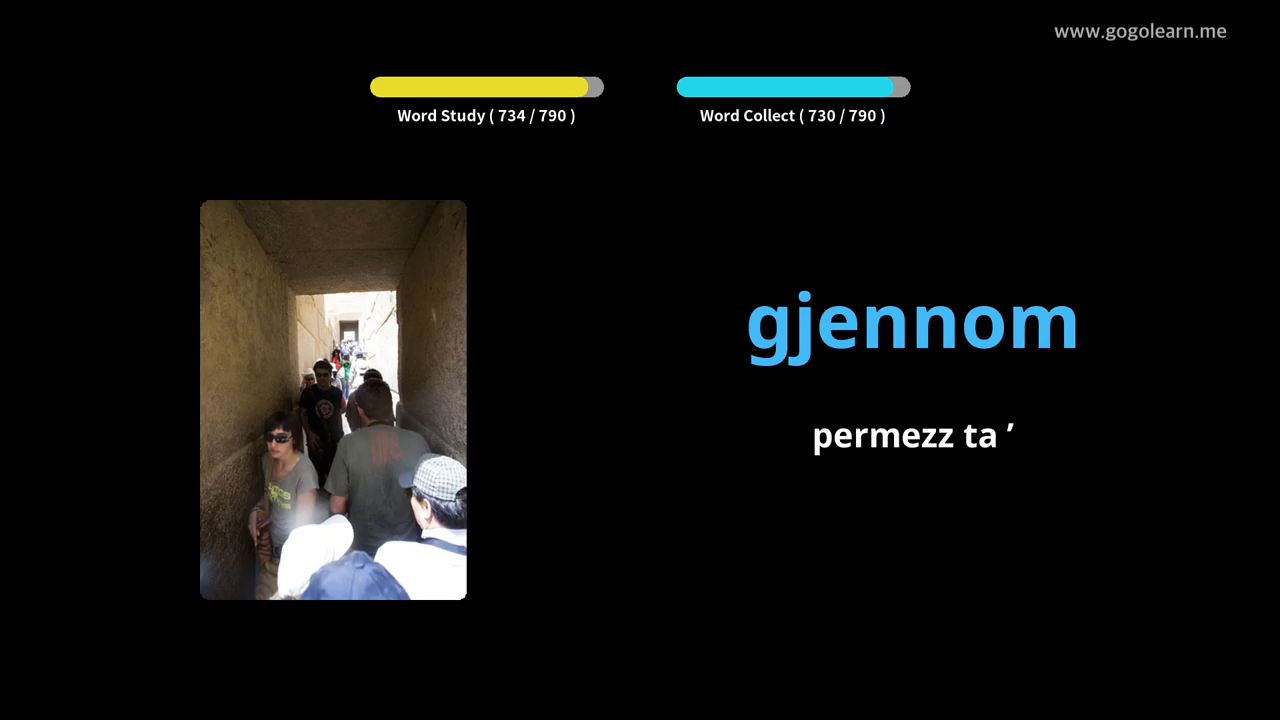 www.gogolearn.me
Word Study ( 734 / 790 )
Word Collect ( 730 / 790 )
gjennom
permezz ta ’